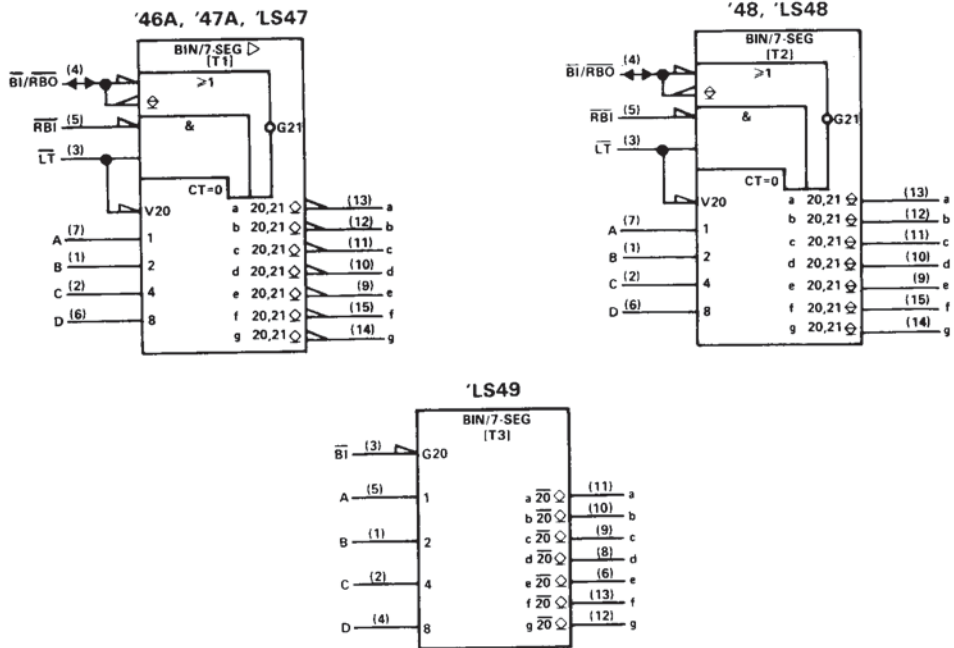 '46A, '47A, 'LS47
BIN/7-SEG ▷
[T1]
BI/RBO (4)
≥1
RBI (5)
&
G21
LT (3)
CT=0
V20
A (7) 1
B (1) 2
C (2) 4
D (6) 8
a 20,21 (13) a
b 20,21 (12) b
c 20,21 (11) c
d 20,21 (10) d
e 20,21 (9) e
f 20,21 (15) f
g 20,21 (14) g
'48, 'LS48
BIN/7-SEG
[T2]
BI/RBO (4)
≥1
RBI (5)
&
G21
LT (3)
CT=0
V20
A (7) 1
B (1) 2
C (2) 4
D (6) 8
a 20,21 (13) a
b 20,21 (12) b
c 20,21 (11) c
d 20,21 (10) d
e 20,21 (9) e
f 20,21 (15) f
g 20,21 (14) g
'LS49
BIN/7-SEG
[T3]
BI (3) G20
A (5) 1
B (1) 2
C (2) 4
D (4) 8
a 20 (11) a
b 20 (10) b
c 20 (9) c
d 20 (8) d
e 20 (6) e
f 20 (13) f
g 20 (12) g